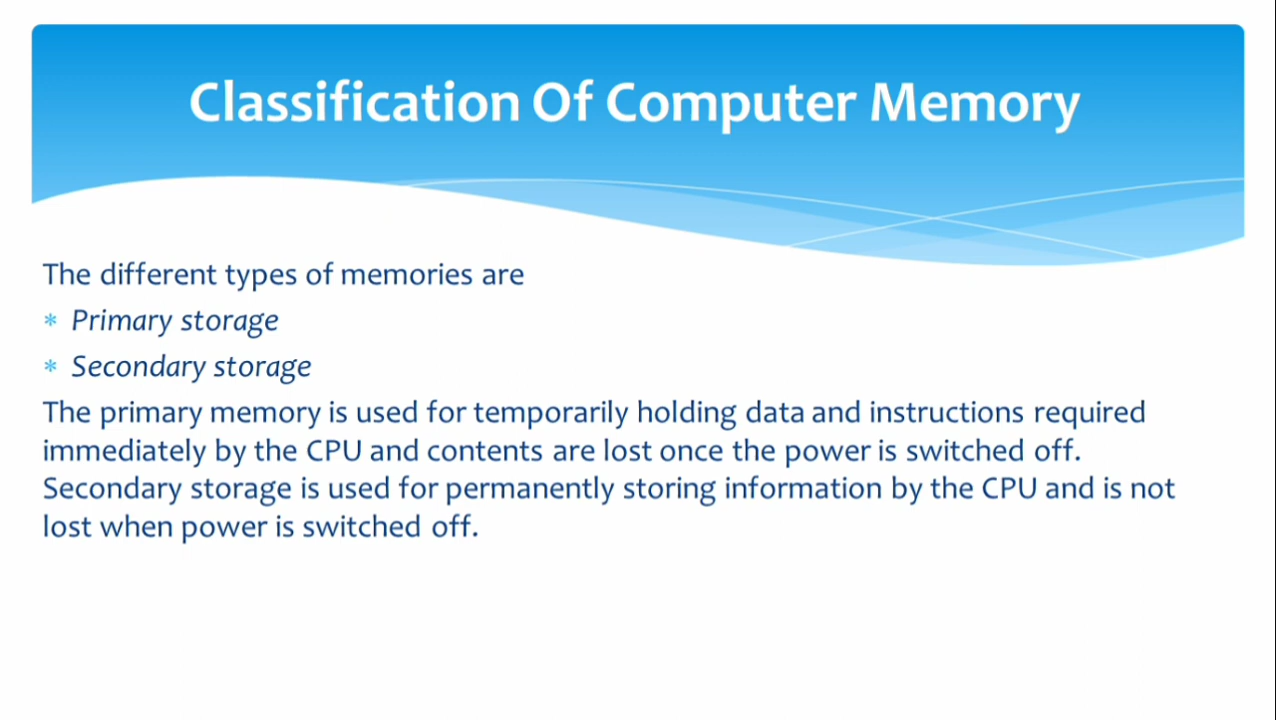 Classification Of Computer Memory
The different types of memories are
* Primary storage
* Secondary storage
The primary memory is used for temporarily holding data and instructions required
immediately by the CPU and contents are lost once the power is switched off.
Secondary storage is used for permanently storing information by the CPU and is not
lost when power is switched off.